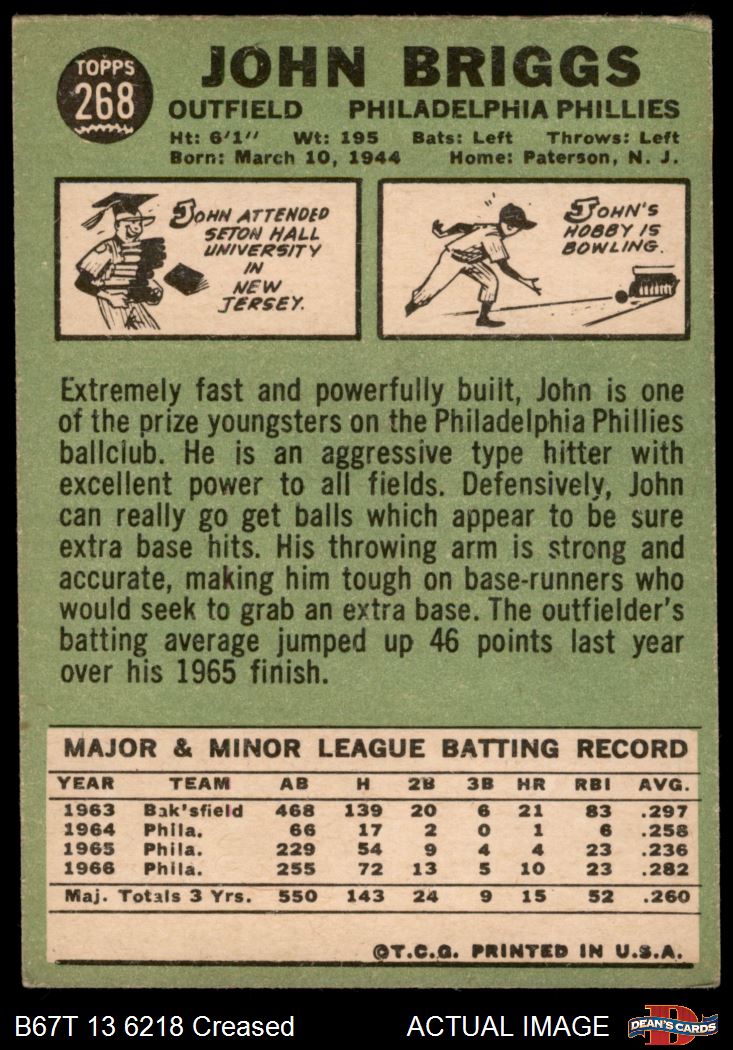 TOPPS
268
JOHN BRIGGS
OUTFIELD PHILADELPHIA PHILLIES
Ht: 6'1" Wt: 195 Bats: Left Throws: Left
Born: March 10, 1944 Home: Paterson, N. J.
JOHN ATTENDED
SETON HALL
UNIVERSITY
IN
NEW
JERSEY.
JOHN'S
HOBBY IS
BOWLING.
Extremely fast and powerfully built, John is one
of the prize youngsters on the Philadelphia Phillies
ballclub. He is an aggressive type hitter with
excellent power to all fields. Defensively, John
can really go get balls which appear to be sure
extra base hits. His throwing arm is strong and
accurate, making him tough on base-runners who
would seek to grab an extra base. The outfielder's
batting average jumped up 46 points last year
over his 1965 finish.
MAJOR & MINOR LEAGUE BATTING RECORD
YEAR TEAM AB H 2B 3B HR RBI AVG.
1963 Bak'sfield 468 139 20 6 21 83 .297
1964 Phila. 66 17 2 0 1 6 .258
1965 Phila. 229 54 9 4 4 23 .236
1966 Phila. 255 72 13 5 10 23 .282
Maj. Totals 3 Yrs. 550 143 24 9 15 52 .260
©T.C.G. PRINTED IN U.S.A.
B67T 13 6218 Creased ACTUAL IMAGE
D
DEAN'S CARDS